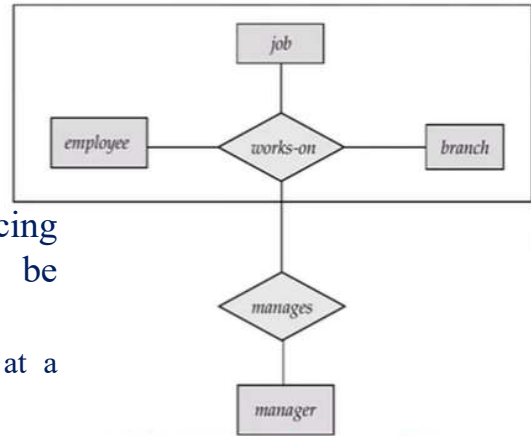 job
employee works-on branch
cing
be
manages
at a
manager